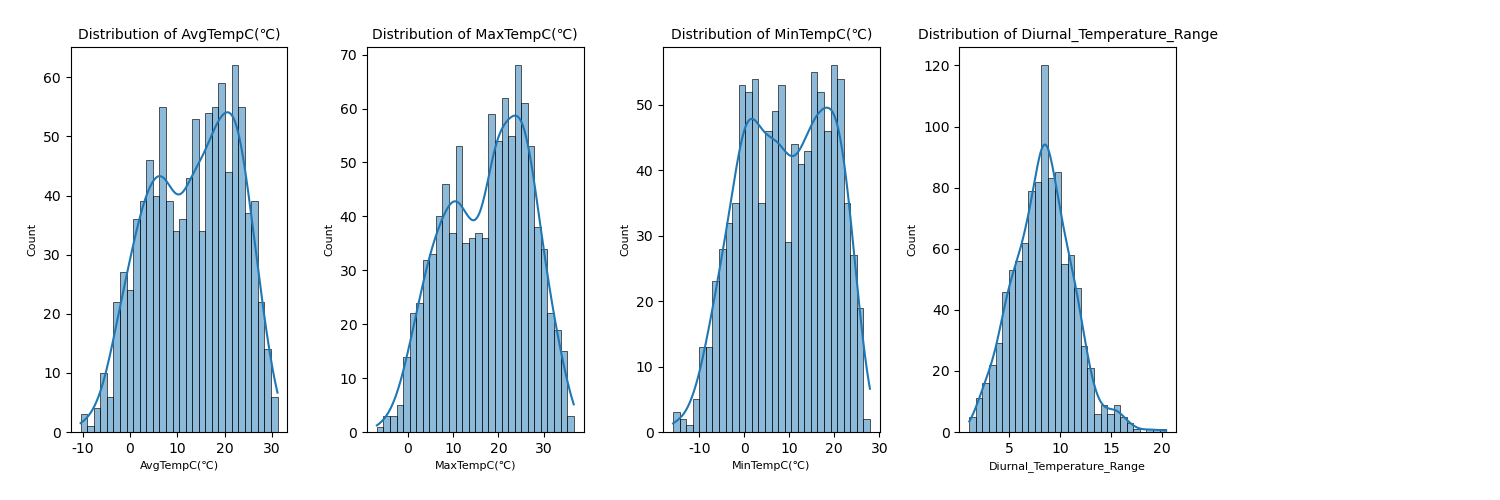 Distribution of AvgTempC(℃)
60
50
40
30
20
10
0
Count
-10 0 10 20 30
AvgTempC(℃)
Distribution of MaxTempC(℃)
70
60
50
40
30
20
10
0
Count
0 10 20 30
MaxTempC(℃)
Distribution of MinTempC(℃)
50
40
30
20
10
0
Count
-10 0 10 20 30
MinTempC(℃)
Distribution of Diurnal_Temperature_Range
120
100
80
60
40
20
0
Count
5 10 15 20
Diurnal_Temperature_Range